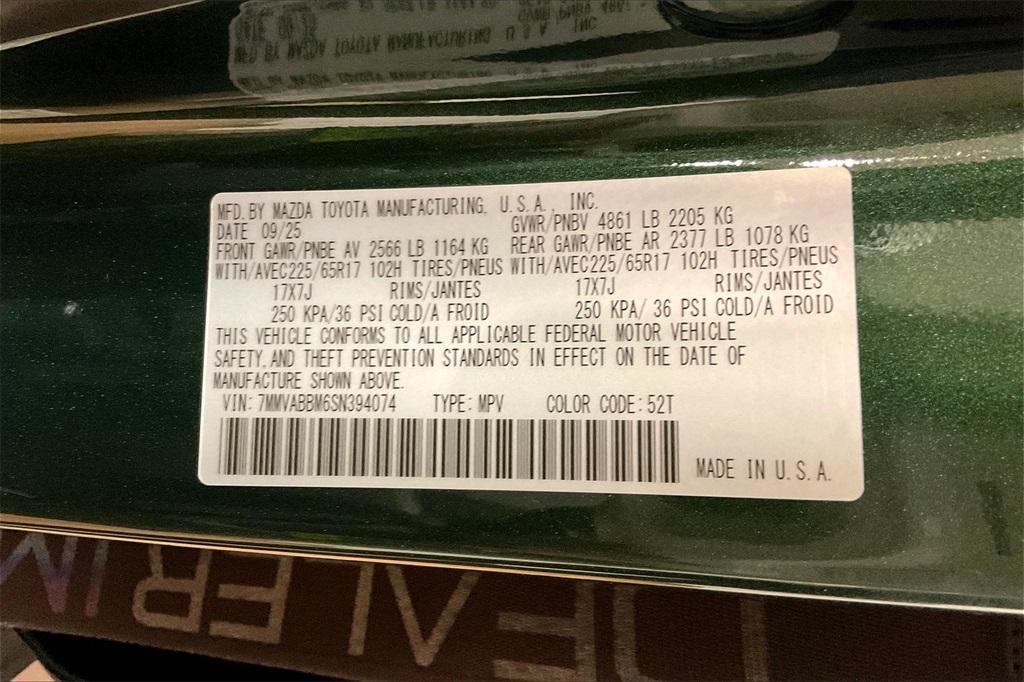 MFD. BY MAZDA TOYOTA MANUFACTURING, U.S.A., INC.
DATE 09/25 GVWR/PNBV 4861 LB 2205 KG
FRONT GAWR/PNBE AV 2566 LB 1164 KG REAR GAWR/PNBE AR 2377 LB 1078 KG
WITH/AVEC225/65R17 102H TIRES/PNEUS WITH/AVEC225/65R17 102H TIRES/PNEUS
17X7J RIMS/JANTES 17X7J RIMS/JANTES
250 KPA/36 PSI COLD/A FROID 250 KPA/ 36 PSI COLD/A FROID
THIS VEHICLE CONFORMS TO ALL APPLICABLE FEDERAL MOTOR VEHICLE
SAFETY, AND THEFT PREVENTION STANDARDS IN EFFECT ON THE DATE OF
MANUFACTURE SHOWN ABOVE.
VIN: 7MMVABBM6SN394074 TYPE: MPV COLOR CODE: 52T
MADE IN U.S.A.
DEALER IM